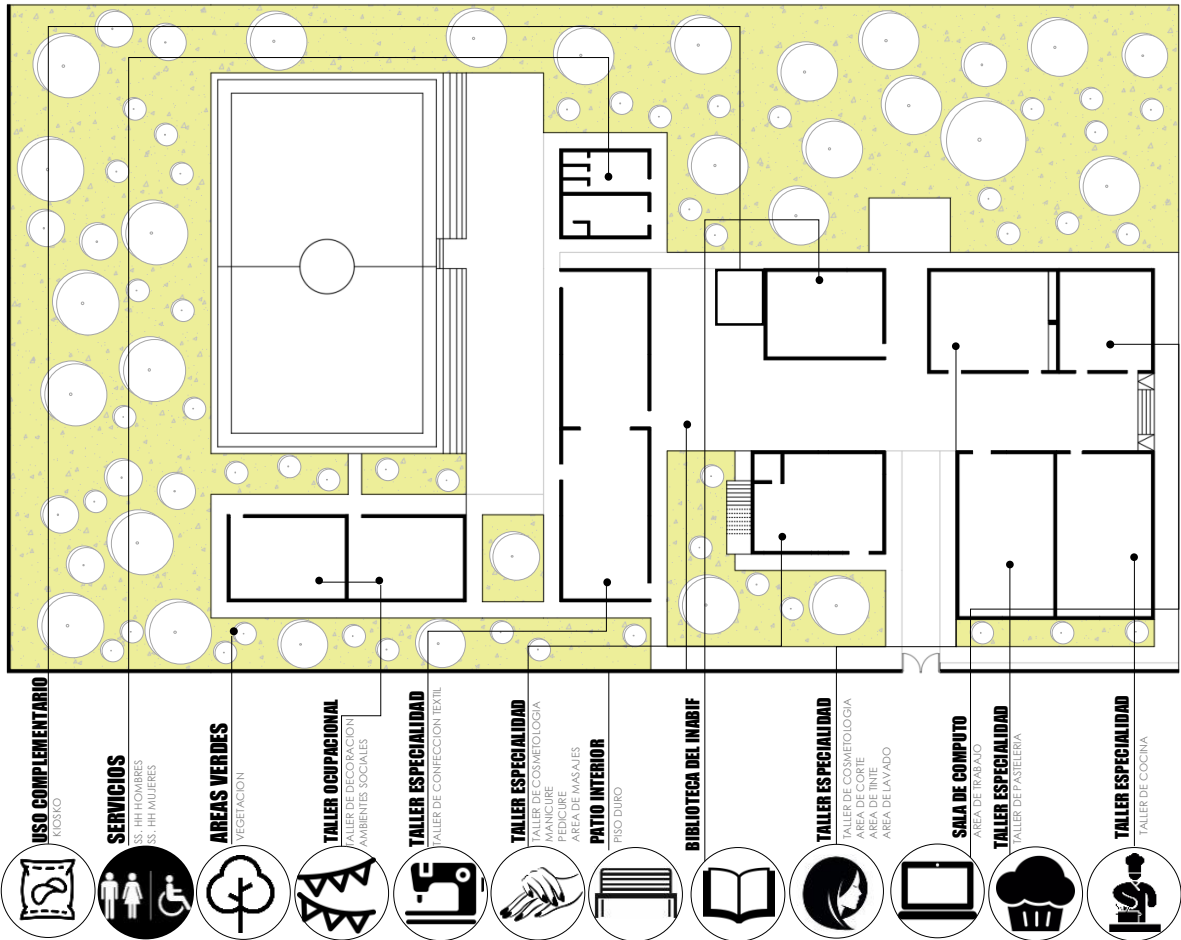 USO COMPLEMENTARIO
KIOSKO
SERVICIOS
SS. HH HOMBRES
SS. HH MUJERES
AREAS VERDES
VEGETACION
TALLER OCUPACIONAL
TALLER DE DECORACION
AMBIENTES SOCIALES
TALLER ESPECIALIDAD
TALLER DE CONFECCION TEXTIL
TALLER ESPECIALIDAD
TALLER DE COSMETOLOGIA
MANICURE
PEDICURE
AREA DE MASAJES
PATIO INTERIOR
PISO DURO
BIBLIOTECA DEL INABIF
TALLER ESPECIALIDAD
TALLER DE COSMETOLOGIA
AREA DE CORTE
AREA DE TINTE
AREA DE LAVADO
SALA DE COMPUTO
AREA DE TRABAJO
TALLER ESPECIALIDAD
TALLER DE PASTELERIA
TALLER ESPECIALIDAD
TALLER DE COCINA